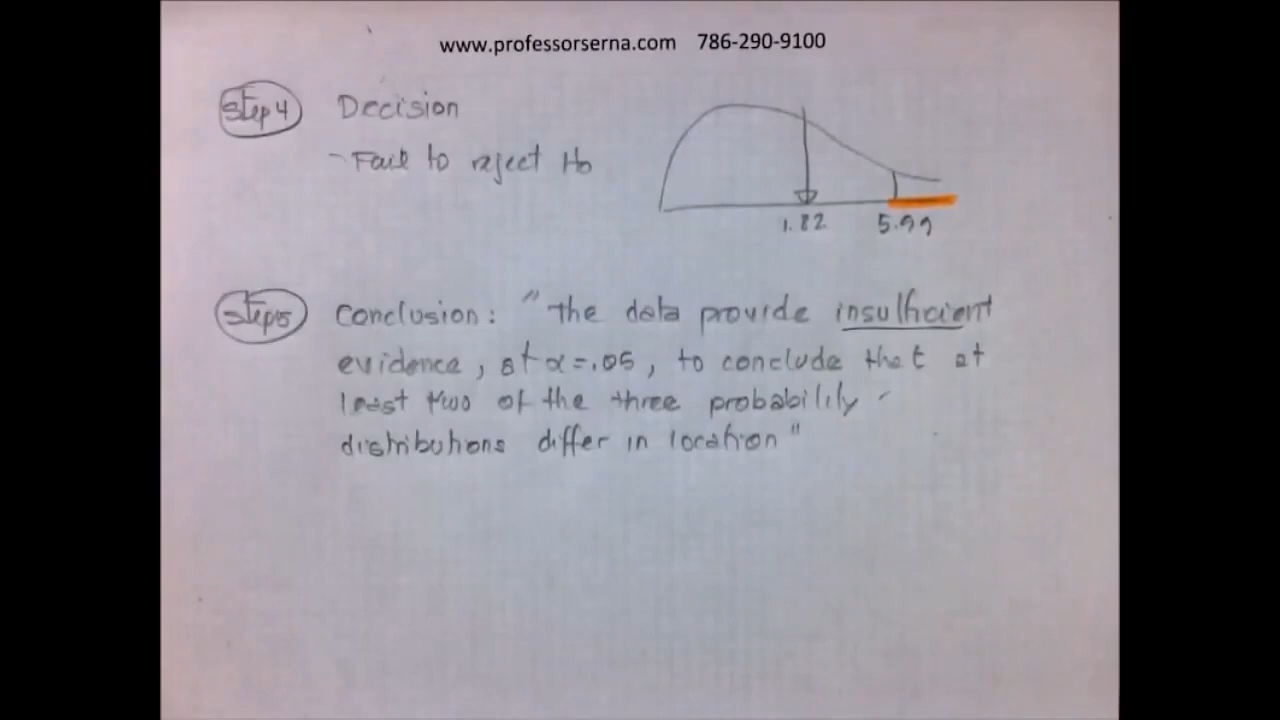 www.professorserna.com 786-290-9100
Step 4 Decision
- Fail to reject Ho
1.82 5.99
Step 5 Conclusion: "the data provide insufficient
evidence, at α=.05, to conclude that at
least two of the three probability
distributions differ in location"